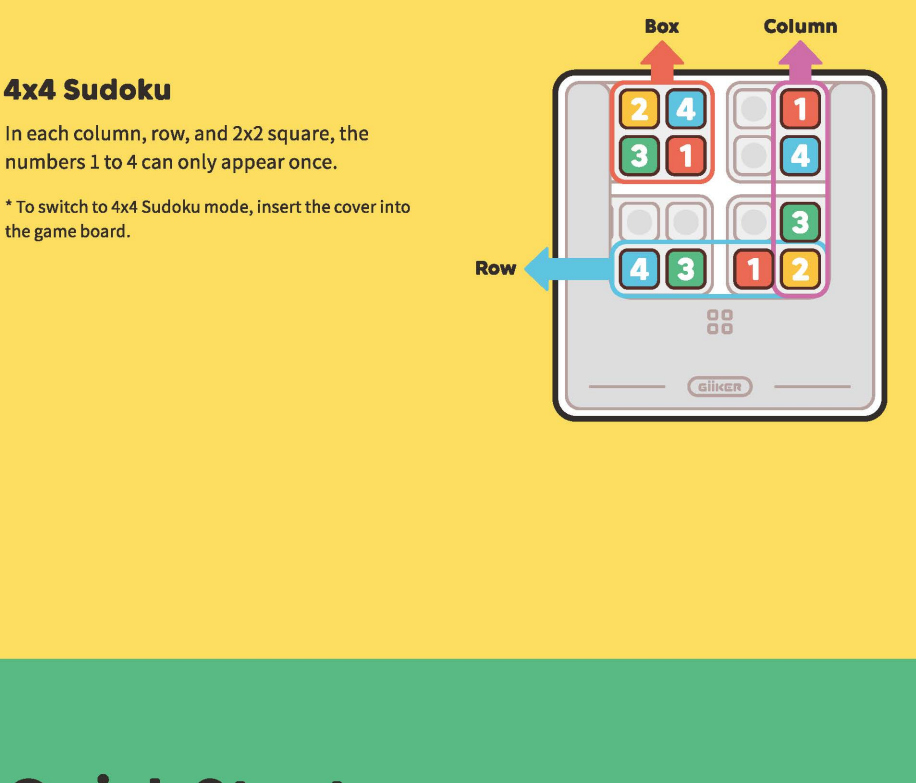 Box Column
4x4 Sudoku
In each column, row, and 2x2 square, the
numbers 1 to 4 can only appear once.
* To switch to 4x4 Sudoku mode, insert the cover into
the game board.
2 4 1
3 1 4
3
Row
4 3 1 2
GiiKER
Quick Start